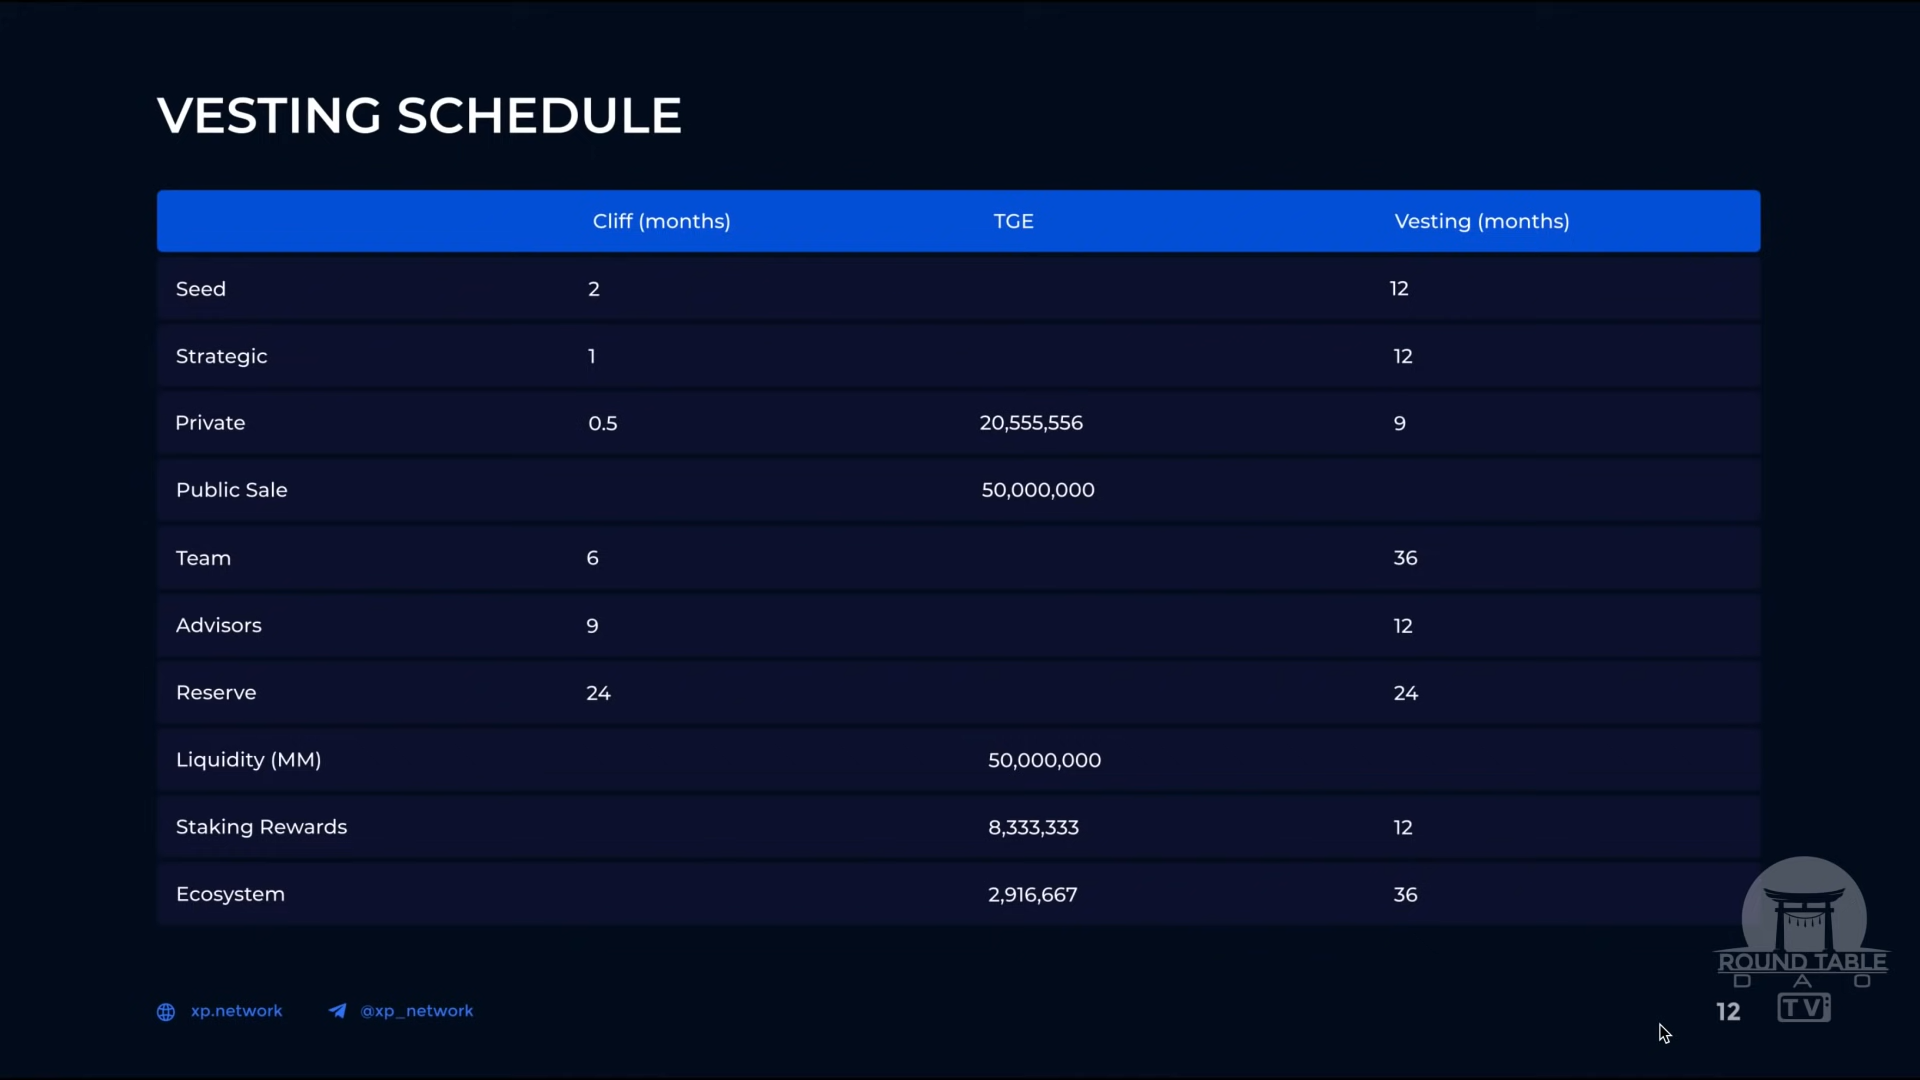 VESTING SCHEDULE
Cliff (months) TGE Vesting (months)
Seed 2 12
Strategic 1 12
Private 0.5 20,555,556 9
Public Sale 50,000,000
Team 6 36
Advisors 9 12
Reserve 24 24
Liquidity (MM) 50,000,000
Staking Rewards 8,333,333 12
Ecosystem 2,916,667 36
ROUND TABLE
DAO
TV
xp.network @xp_network 12